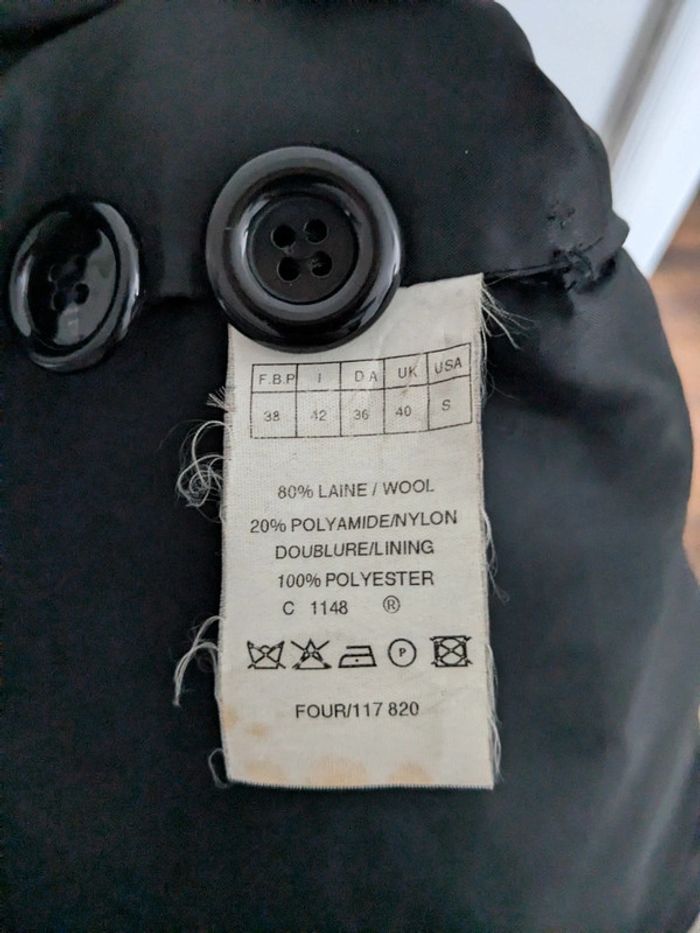 F.B.P I D A UK USA
38 42 36 40 S
80% LAINE / WOOL
20% POLYAMIDE/NYLON
DOUBLURE/LINING
100% POLYESTER
C 1148 ®
P
FOUR/117 820